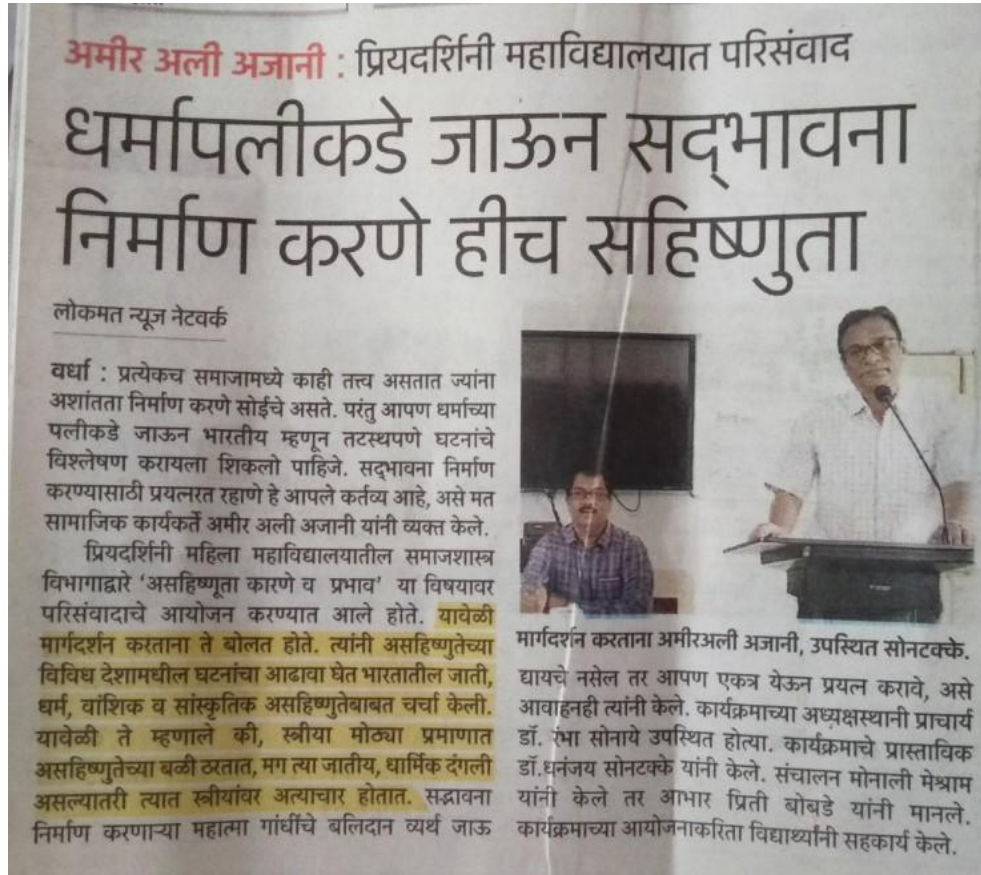 अमीर अली अजानी : प्रियदर्शिनी महाविद्यालयात परिसंवाद
धर्मापलीकडे जाऊन सद्‌भावना
निर्माण करणे हीच सहिष्णुता
लोकमत न्यूज नेटवर्क
वर्धा : प्रत्येकच समाजामध्ये काही तत्त्व असतात ज्यांना
अशांतता निर्माण करणे सोईचे असते. परंतु आपण धर्माच्या
पलीकडे जाऊन भारतीय म्हणून तटस्थपणे घटनांचे
विश्लेषण करायला शिकलो पाहिजे. सद्‌भावना निर्माण
करण्यासाठी प्रयत्नरत रहाणे हे आपले कर्तव्य आहे, असे मत
सामाजिक कार्यकर्ते अमीर अली अजानी यांनी व्यक्त केले.
प्रियदर्शिनी महिला महाविद्यालयातील समाजशास्त्र
विभागाद्वारे ‘असहिष्णूता कारणे व प्रभाव’ या विषयावर
परिसंवादाचे आयोजन करण्यात आले होते. यावेळी
मार्गदर्शन करताना ते बोलत होते. त्यांनी असहिष्णुतेच्या
विविध देशामधील घटनांचा आढावा घेत भारतातील जाती,
धर्म, वांशिक व सांस्कृतिक असहिष्णुतेबाबत चर्चा केली.
यावेळी ते म्हणाले की, स्त्रीया मोठ्या प्रमाणात
असहिष्णुतेच्या बळी ठरतात, मग त्या जातीय, धार्मिक दंगली
असल्यातरी त्यात स्त्रीयांवर अत्याचार होतात. सद्भावना
निर्माण करणाऱ्या महात्मा गांधींचे बलिदान व्यर्थ जाऊ
मार्गदर्शन करताना अमीरअली अजानी, उपस्थित सोनटक्के.
द्यायचे नसेल तर आपण एकत्र येऊन प्रयत्न करावे, असे
आवाहनही त्यांनी केले. कार्यक्रमाच्या अध्यक्षस्थानी प्राचार्य
डॉ. रंभा सोनाये उपस्थित होत्या. कार्यक्रमाचे प्रास्ताविक
डॉ.धनंजय सोनटक्के यांनी केले. संचालन मोनाली मेश्राम
यांनी केले तर आभार प्रिती बोबडे यांनी मानले.
कार्यक्रमाच्या आयोजनाकरिता विद्यार्थ्यांनी सहकार्य केले.